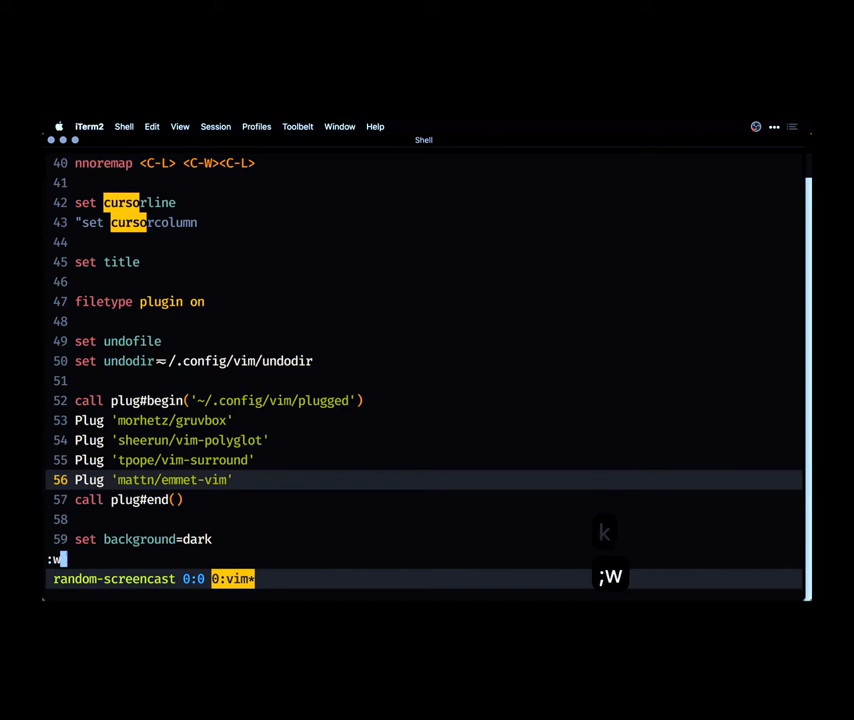 iTerm2 Shell Edit View Session Profiles Toolbelt Window Help
Shell
40 nnoremap <C-L> <C-W><C-L>
41
42 set cursorline
43 "set cursorcolumn
44
45 set title
46
47 filetype plugin on
48
49 set undofile
50 set undodir=~/.config/vim/undodir
51
52 call plug#begin('~/.config/vim/plugged')
53 Plug 'morhetz/gruvbox'
54 Plug 'sheerun/vim-polyglot'
55 Plug 'tpope/vim-surround'
56 Plug 'mattn/emmet-vim'
57 call plug#end()
58
59 set background=dark
k
:w
;w
random-screencast 0:0 0:vim*